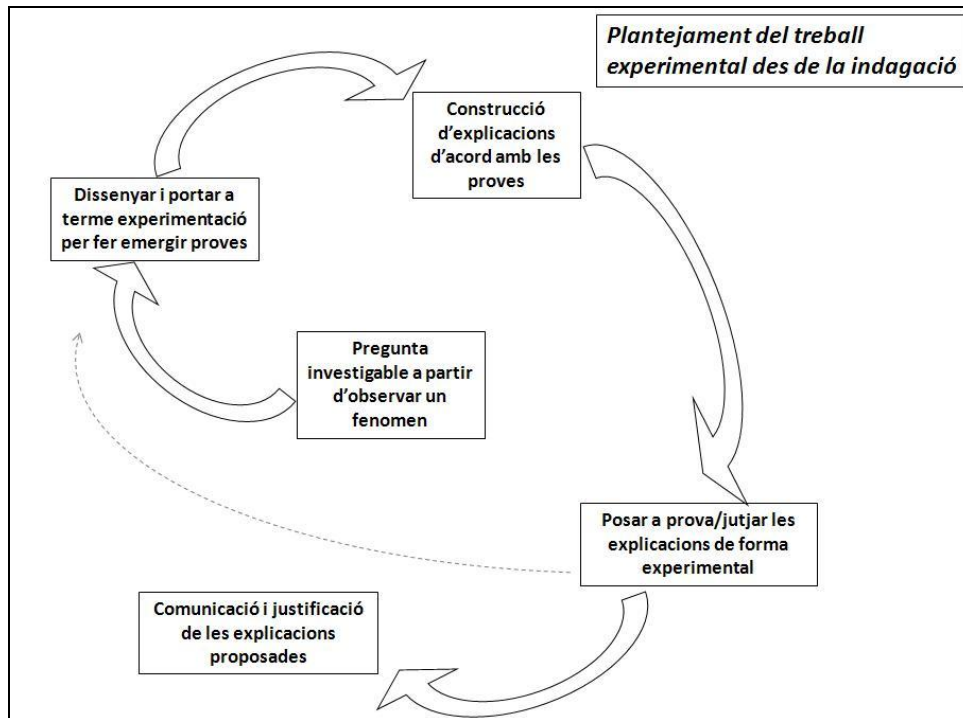 Plantejament del treball
experimental des de la indagació
Construcció
d’explicacions
d’acord amb les
proves
Dissenyar i portar a
terme experimentació
per fer emergir proves
Pregunta
investigable a partir
d’observar un
fenomen
Posar a prova/jutjar les
explicacions de forma
experimental
Comunicació i justificació
de les explicacions
proposades